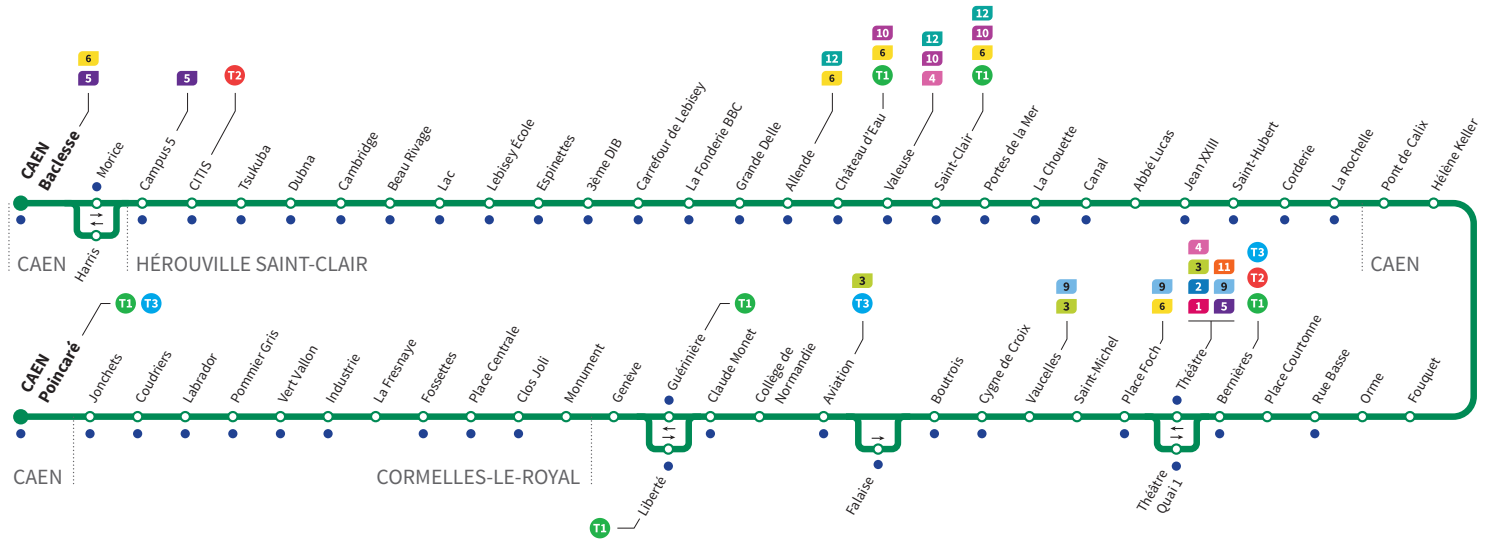 12
10
12
10
12
10
6
6
12
6
4
T1
5
5
T2
6
T1
CAEN
Baclesse
Morice
Campus 5
CITIS
Tsukuba
Dubna
Cambridge
Beau Rivage
Lac
Lebisey École
Espinettes
3ème DIB
Carrefour de Lebisey
La Fonderie BBC
Grande Delle
Allende
Château d'Eau
Valeuse
Saint-Clair
Portes de la Mer
La Chouette
Canal
Abbé Lucas
Jean XXIII
Saint-Hubert
Corderie
La Rochelle
Pont de Calix
Hélène Keller
Harris
CAEN
HÉROUVILLE SAINT-CLAIR
CAEN
T1 T3
T1
3
T3
9
3
9
6
4
3 11
2 9
1 5
T3
T2
T1
CAEN
Poincaré
Jonchets
Coudriers
Labrador
Pommier Gris
Vert Vallon
Industrie
La Fresnaye
Fossettes
Place Centrale
Clos Joli
Monument
Genève
Guérinière
Claude Monet
Collège de
Normandie
Aviation
Boutrois
Cygne de Croix
Vaucelles
Saint-Michel
Place Foch
Théâtre
Bernières
Place Courtonne
Rue Basse
Orme
Fouquet
CAEN
CORMELLES-LE-ROYAL
Liberté
T1
Falaise
Théâtre
Quai 1